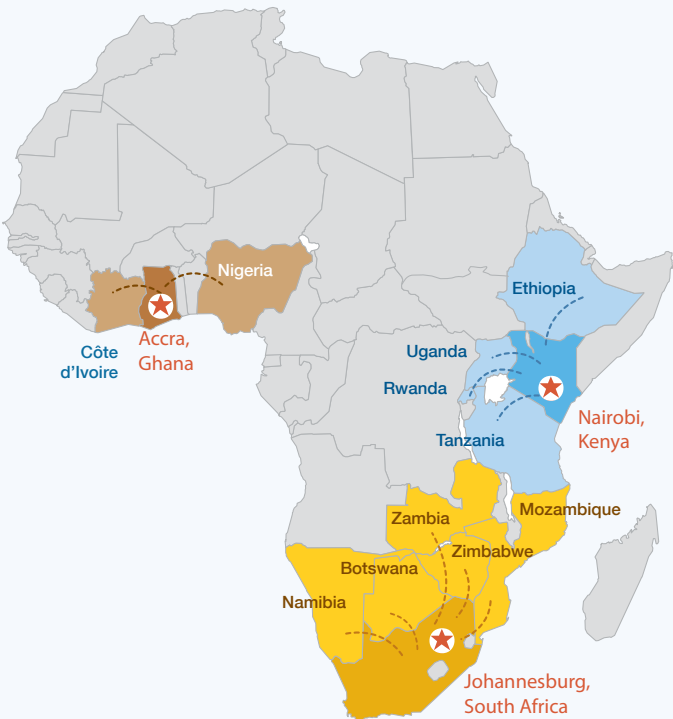 Nigeria
Ethiopia
Accra,
Ghana
Côte
d’Ivoire
Uganda
Rwanda
Nairobi,
Kenya
Tanzania
Mozambique
Zambia
Zimbabwe
Botswana
Namibia
Johannesburg,
South Africa